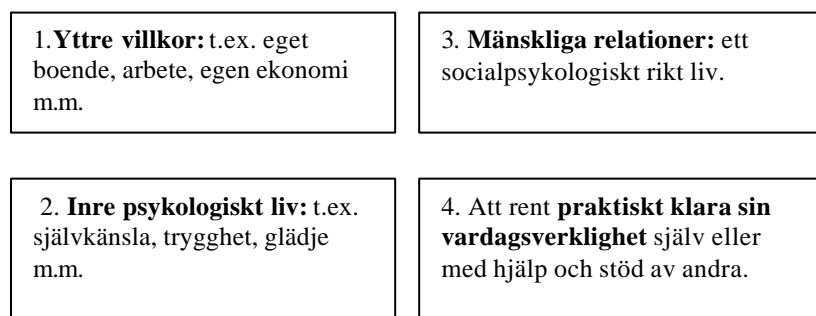 1.Yttre villkor: t.ex. eget
boende, arbete, egen ekonomi
m.m.
2. Inre psykologiskt liv: t.ex.
självkänsla, trygghet, glädje
m.m.
3. Mänskliga relationer: ett
socialpsykologiskt rikt liv.
4. Att rent praktiskt klara sin
vardagsverklighet själv eller
med hjälp och stöd av andra.